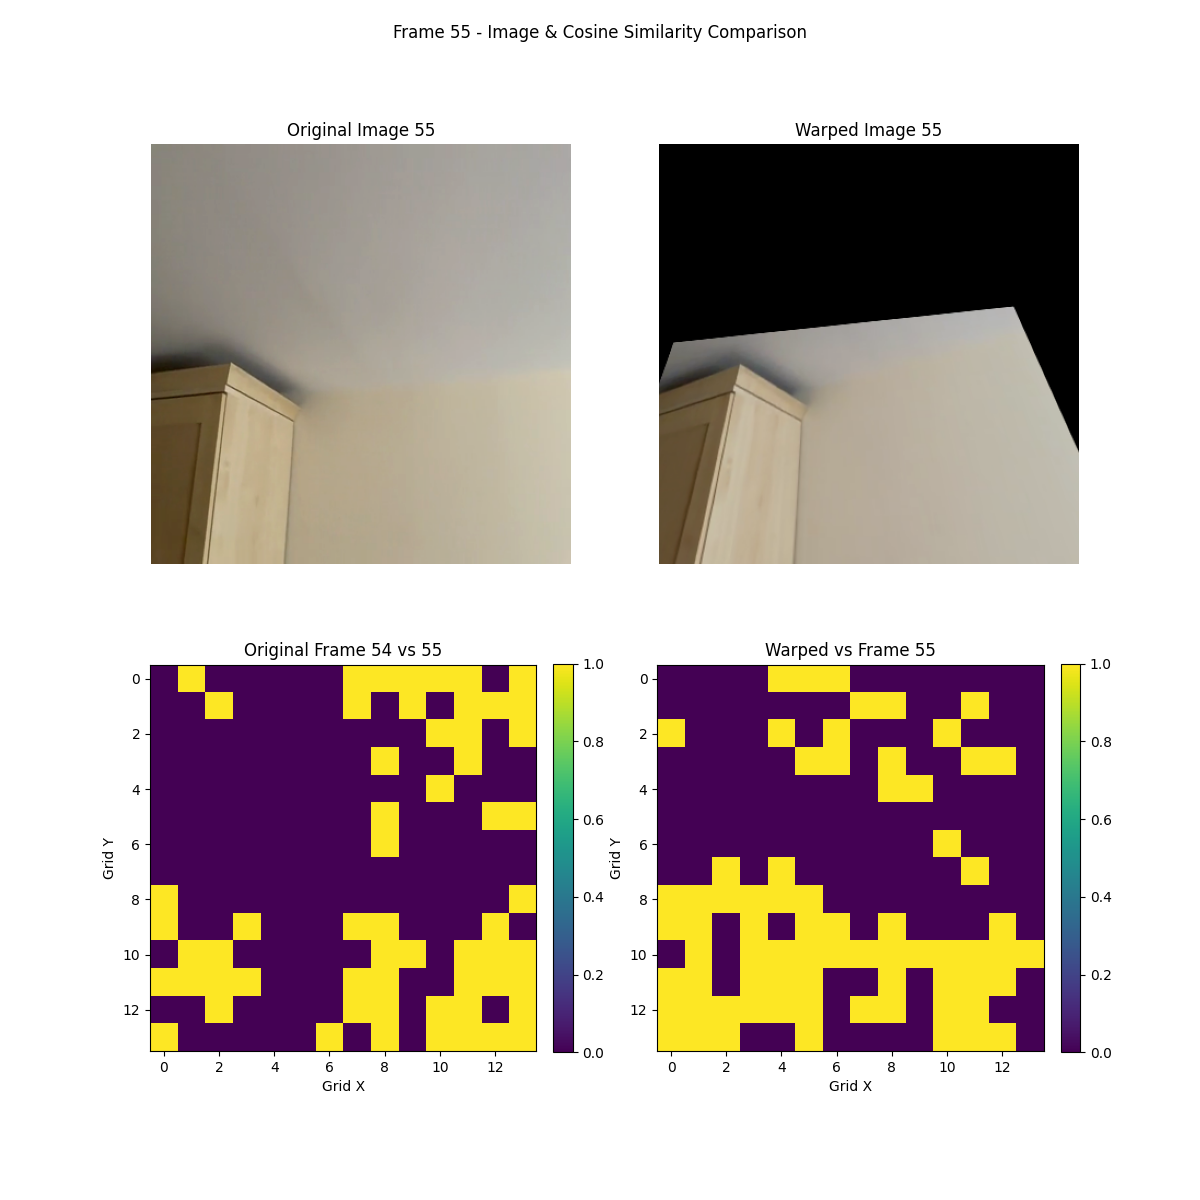 Frame 55 - Image & Cosine Similarity Comparison
Original Image 55
Warped Image 55
Original Frame 54 vs 55
Warped vs Frame 55
0
2
4
6
8
10
12
Grid Y
0 2 4 6 8 10 12
Grid X
1.0
0.8
0.6
0.4
0.2
0.0
0
2
4
6
8
10
12
Grid Y
0 2 4 6 8 10 12
Grid X
1.0
0.8
0.6
0.4
0.2
0.0